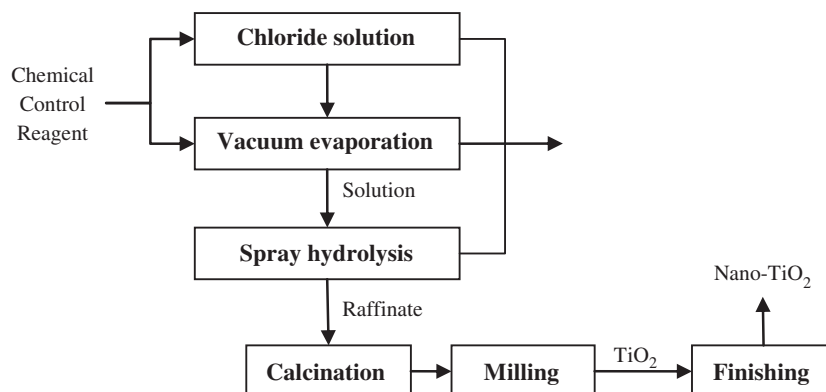 Chloride solution
Chemical
Control
Reagent
Vacuum evaporation
Solution
Spray hydrolysis
Raffinate
Nano-TiO₂
Calcination
Milling
TiO₂
Finishing